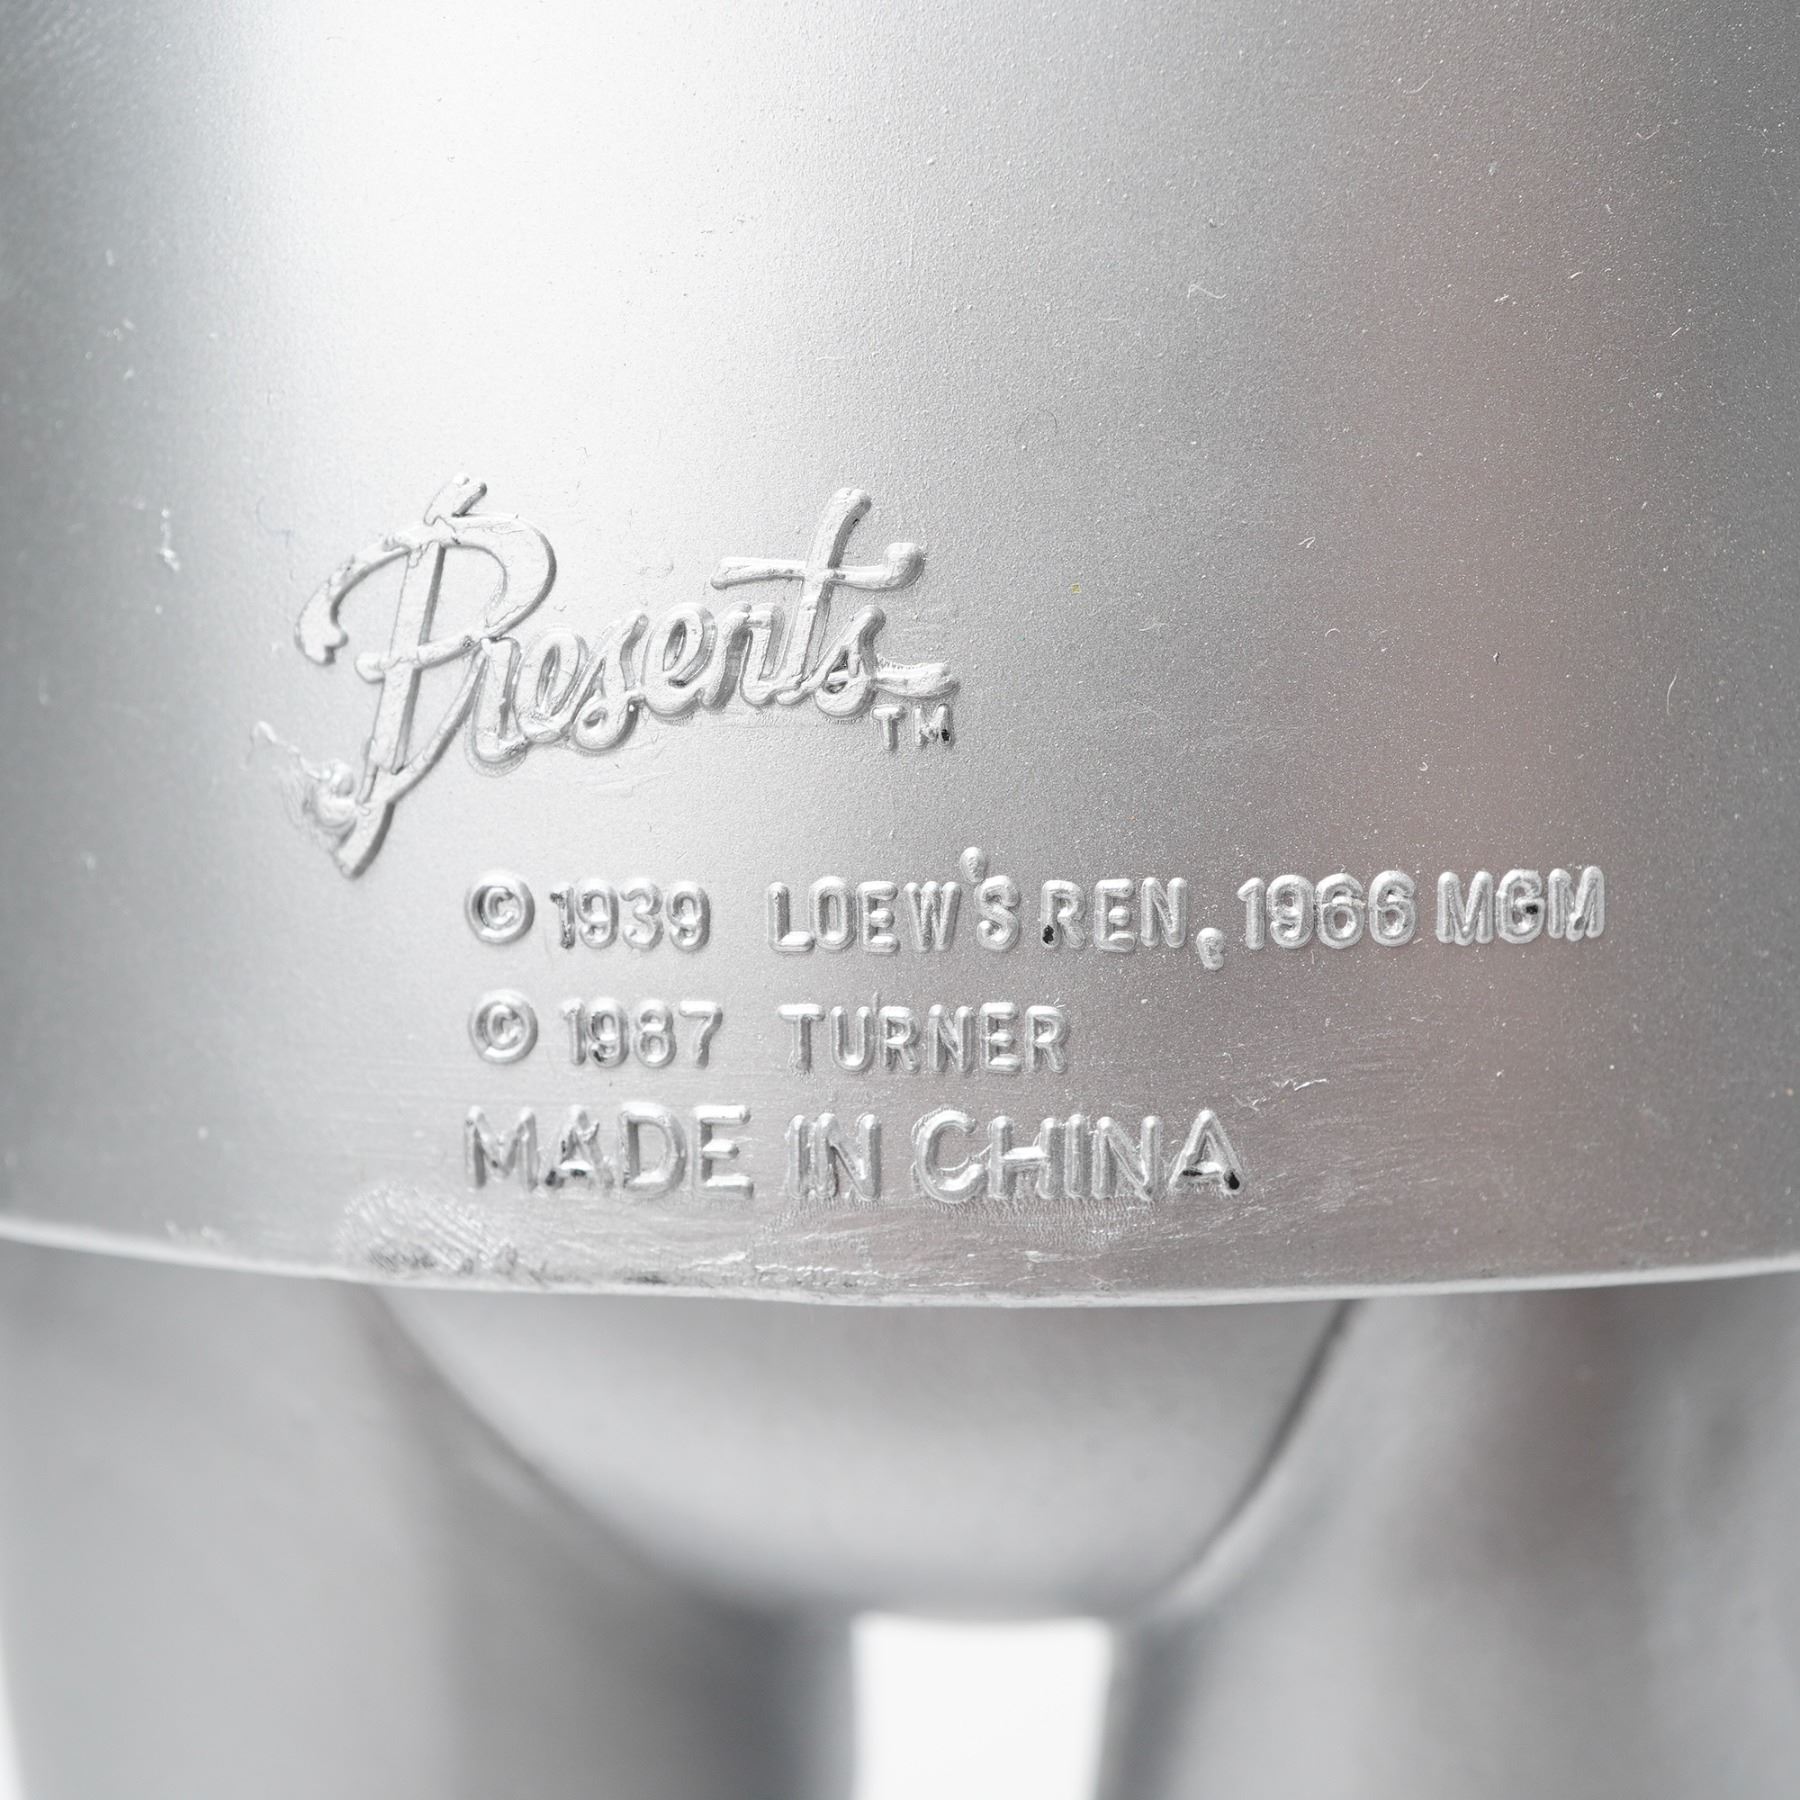 Presents™
© 1939 LOEW'S REN, 1966 MGM
© 1987 TURNER
MADE IN CHINA